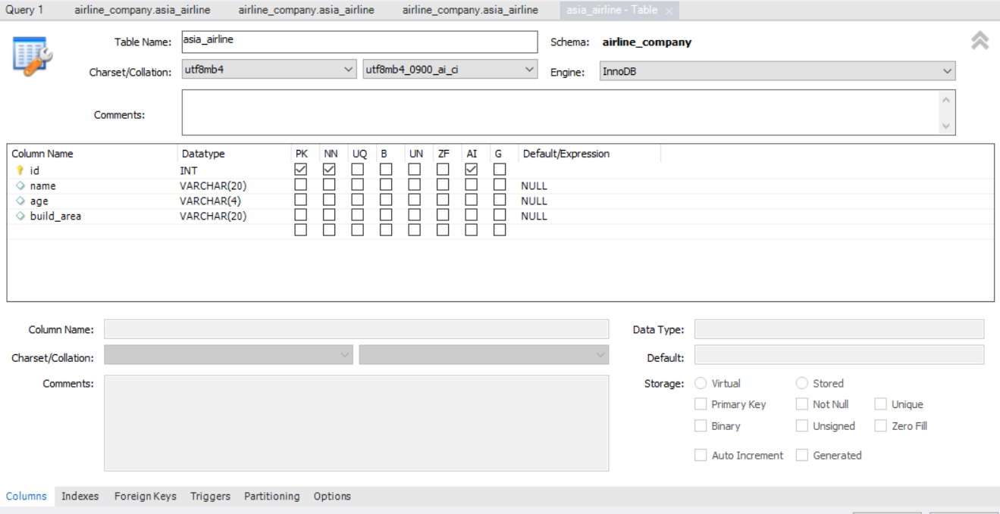 Query 1 airline_company.asia_airline airline_company.asia_airline airline_company.asia_airline asia_airline - Table
Table Name: asia_airline Schema: airline_company
Charset/Collation: utf8mb4 utf8mb4_0900_ai_ci Engine: InnoDB
Comments:
Column Name Datatype PK NN UQ B UN ZF AI G Default/Expression
id INT
name VARCHAR(20) NULL
age VARCHAR(4) NULL
build_area VARCHAR(20) NULL
Column Name: Data Type:
Charset/Collation: Default:
Comments: Storage: Virtual Stored
Primary Key Not Null Unique
Binary Unsigned Zero Fill
Auto Increment Generated
Columns Indexes Foreign Keys Triggers Partitioning Options